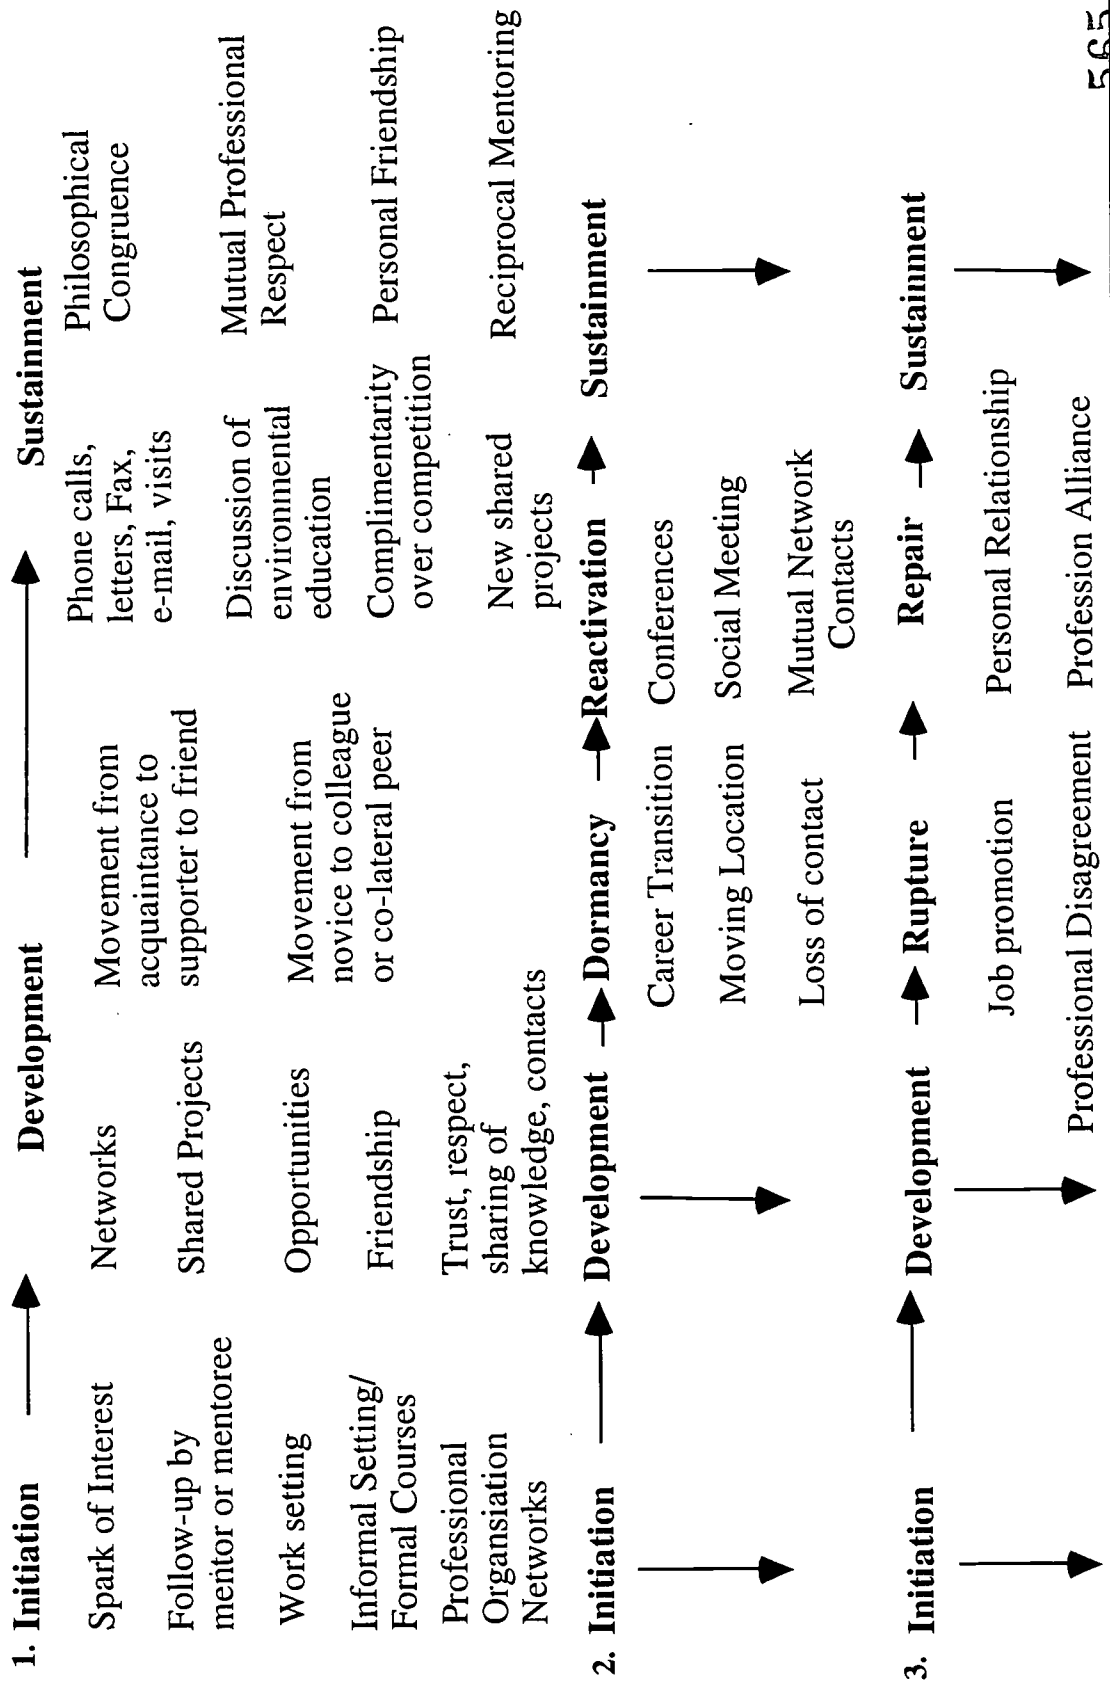 1. Initiation
Development
Sustainment
Spark of Interest
Follow-up by
mentor or mentoree
Work setting
Informal Setting/
Formal Courses
Professional
Organsiation
Networks
Networks
Shared Projects
Opportunities
Friendship
Trust, respect,
sharing of
knowledge, contacts
Movement from
acquaintance to
supporter to friend
Movement from
novice to colleague
or co-lateral peer
Phone calls,
letters, Fax,
e-mail, visits
Discussion of
environmental
education
Complimentarity
over competition
New shared
projects
Philosophical
Congruence
Mutual Professional
Respect
Personal Friendship
Reciprocal Mentoring
2. Initiation
Development
Dormancy
Reactivation
Sustainment
Career Transition
Moving Location
Loss of contact
Conferences
Social Meeting
Mutual Network
Contacts
3. Initiation
Development
Rupture
Repair
Sustainment
Job promotion
Professional Disagreement
Personal Relationship
Profession Alliance
565